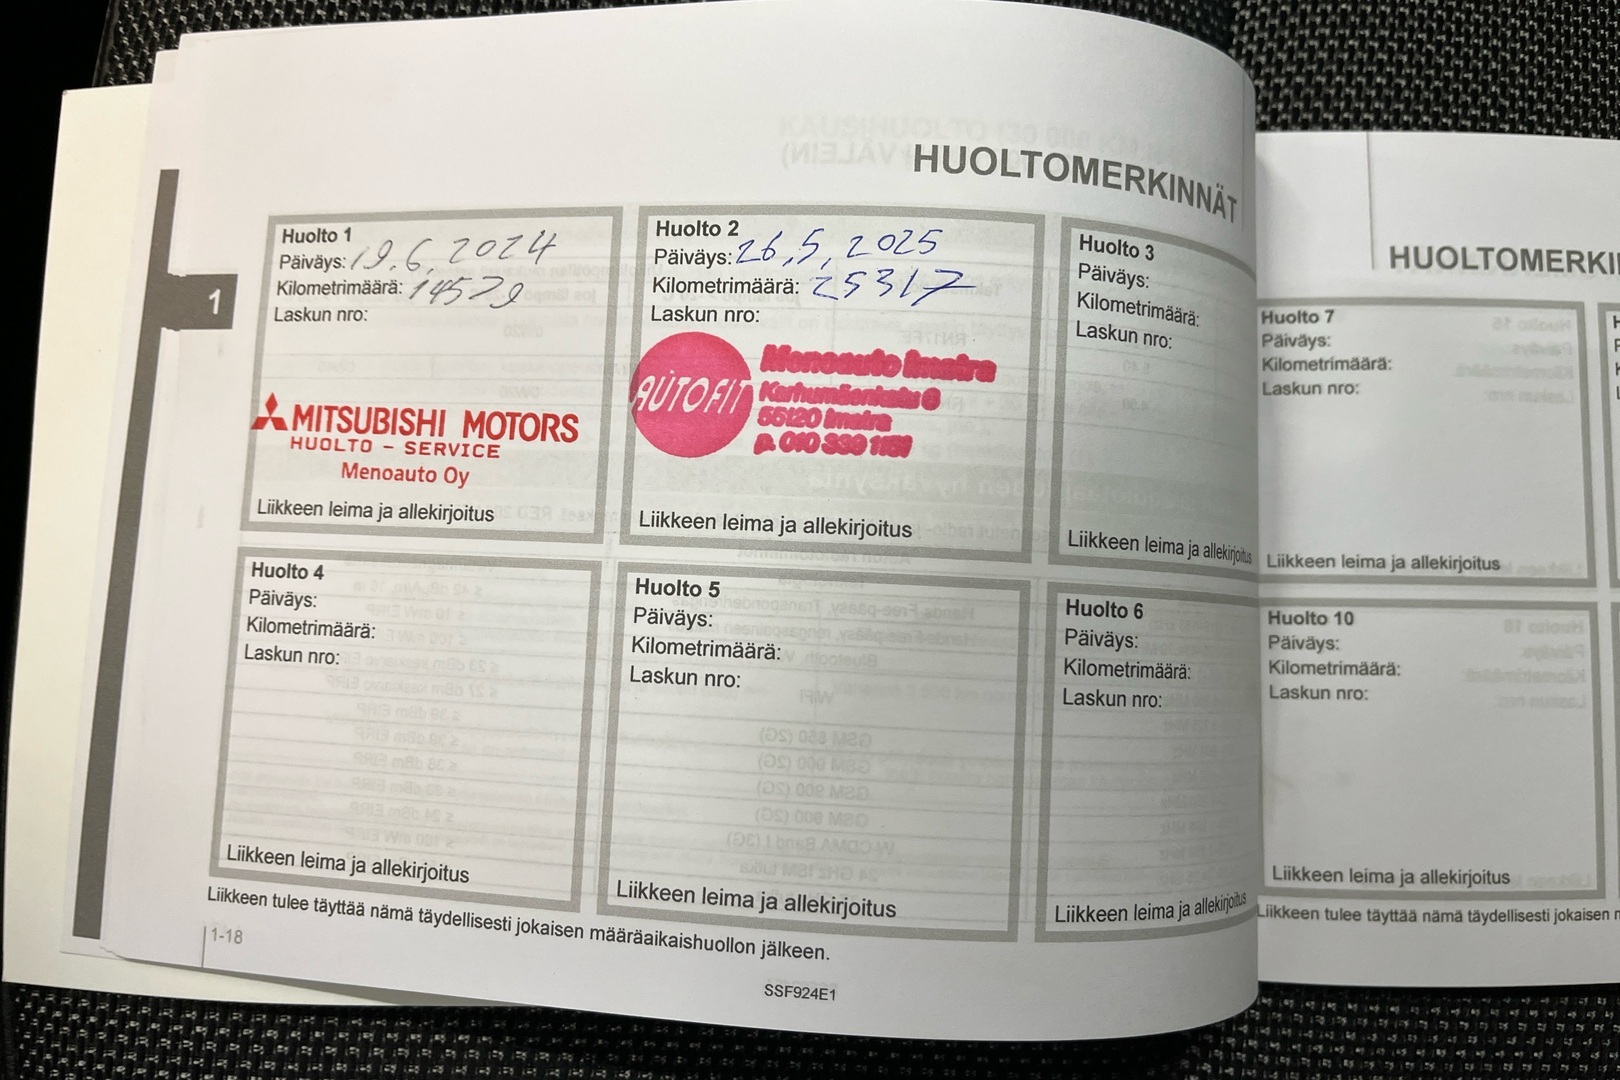 HUOLTOMERKINNÄT
Huolto 1
Päiväys: 19.6.2024
Kilometrimäärä: 14579
Laskun nro:
MITSUBISHI MOTORS
HUOLTO - SERVICE
Menoauto Oy
Liikkeen leima ja allekirjoitus
Huolto 2
Päiväys: 26.5.2025
Kilometrimäärä: 25317
Laskun nro:
AUTOFIT
Menoauto Imatra
55120 Imatra
Liikkeen leima ja allekirjoitus
Huolto 3
Päiväys:
Kilometrimäärä:
Laskun nro:
Liikkeen leima ja allekirjoitus
1
Huolto 4
Päiväys:
Kilometrimäärä:
Laskun nro:
Liikkeen leima ja allekirjoitus
Huolto 5
Päiväys:
Kilometrimäärä:
Laskun nro:
Liikkeen leima ja allekirjoitus
Huolto 6
Päiväys:
Kilometrimäärä:
Laskun nro:
Liikkeen leima ja allekirjoitus
Liikkeen tulee täyttää nämä täydellisesti jokaisen määräaikaishuollon jälkeen.
1-18
SSF924E1
HUOLTOMERKI
Huolto 7
Päiväys:
Kilometrimäärä:
Laskun nro:
Liikkeen leima ja allekirjoitus
Huolto 10
Päiväys:
Kilometrimäärä:
Laskun nro:
Liikkeen leima ja allekirjoitus
Liikkeen tulee täyttää nämä täydellisesti jokaisen